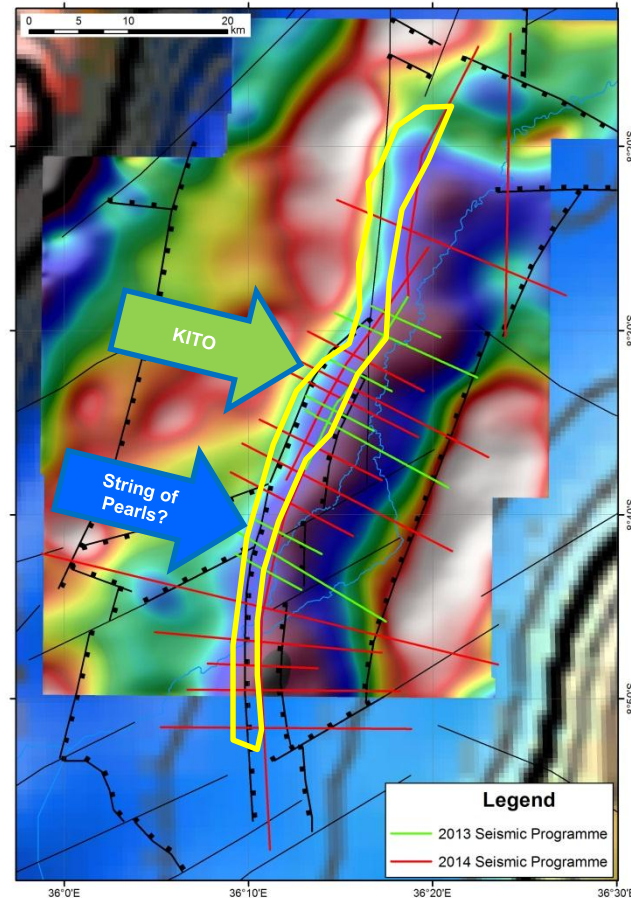 0 5 10 20
km
KITO
String of
Pearls?
Legend
2013 Seismic Programme
2014 Seismic Programme
36°0'E 36°10'E 36°20'E 36°30'E